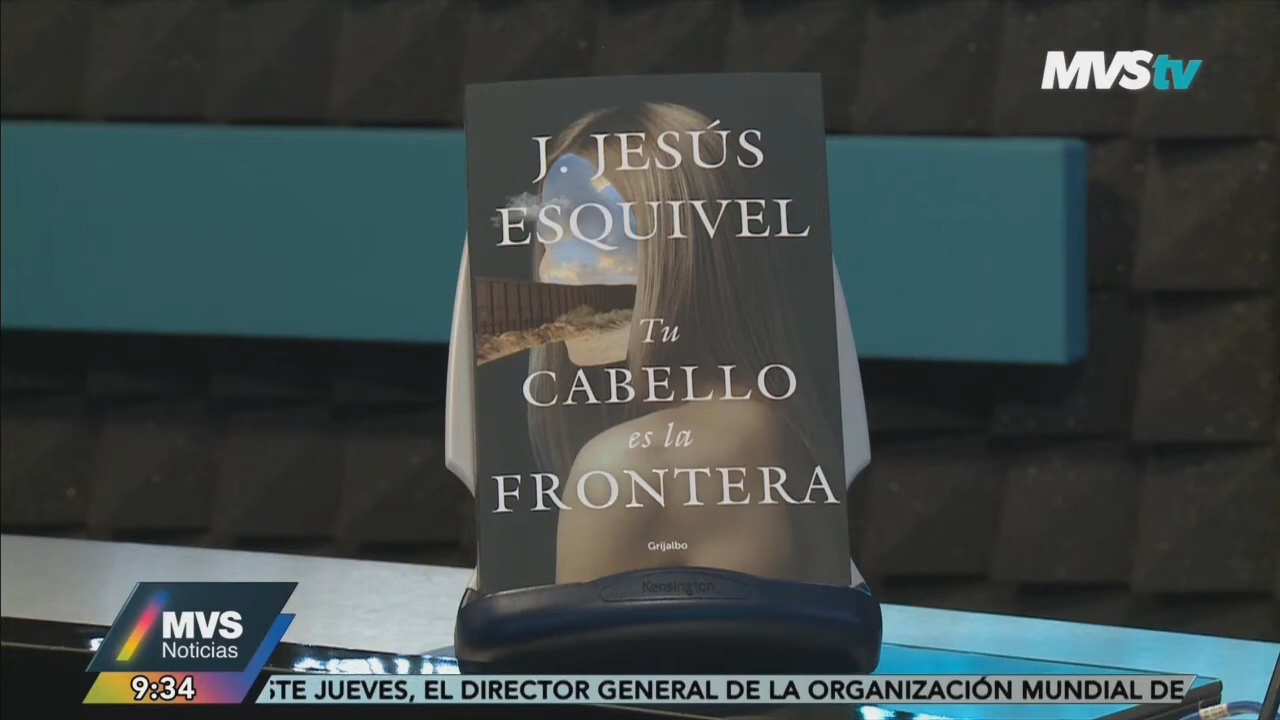 MVStv
J. JESÚS
ESQUIVEL
Tu
CABELLO
es la
FRONTERA
Grijalbo
Kensington
MVS
Noticias
9:34
STE JUEVES, EL DIRECTOR GENERAL DE LA ORGANIZACIÓN MUNDIAL DE